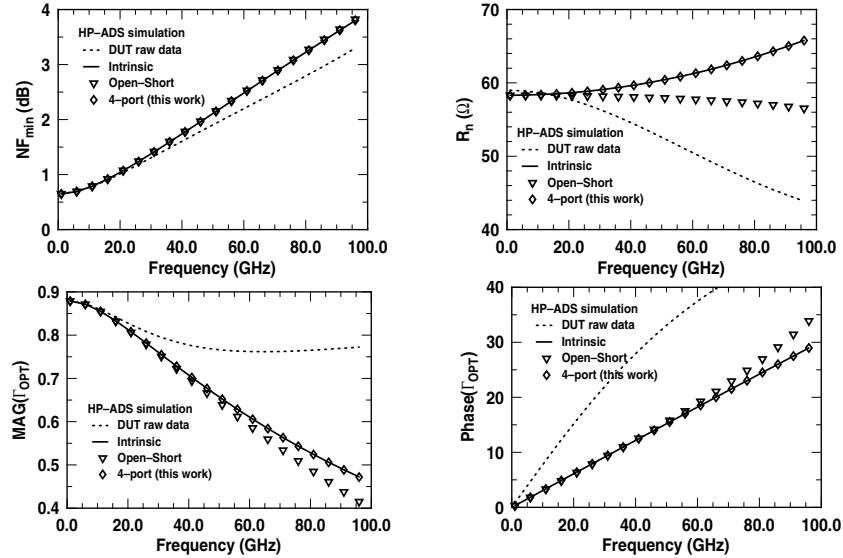 4
3
2
1
0
NFmin (dB)
HP–ADS simulation
DUT raw data
Intrinsic
Open–Short
4–port (this work)
0.0 20.0 40.0 60.0 80.0 100.0
Frequency (GHz)
70
60
50
40
Rn (Ω)
HP–ADS simulation
DUT raw data
Intrinsic
Open–Short
4–port (this work)
0.0 20.0 40.0 60.0 80.0 100.0
Frequency (GHz)
0.9
0.8
0.7
0.6
0.5
0.4
MAG(ΓOPT)
HP–ADS simulation
DUT raw data
Intrinsic
Open–Short
4–port (this work)
0.0 20.0 40.0 60.0 80.0 100.0
Frequency (GHz)
40
30
20
10
0
Phase(ΓOPT)
HP–ADS simulation
DUT raw data
Intrinsic
Open–Short
4–port (this work)
0.0 20.0 40.0 60.0 80.0 100.0
Frequency (GHz)